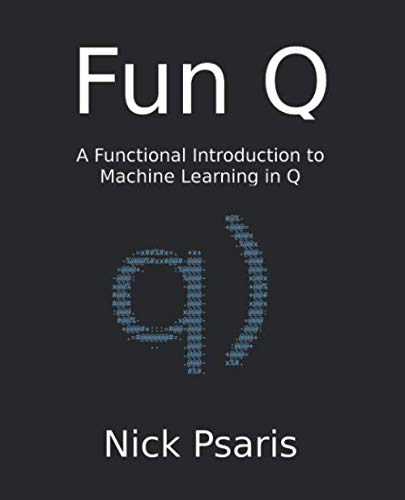 Fun Q
A Functional Introduction to
Machine Learning in Q
q)
Nick Psaris